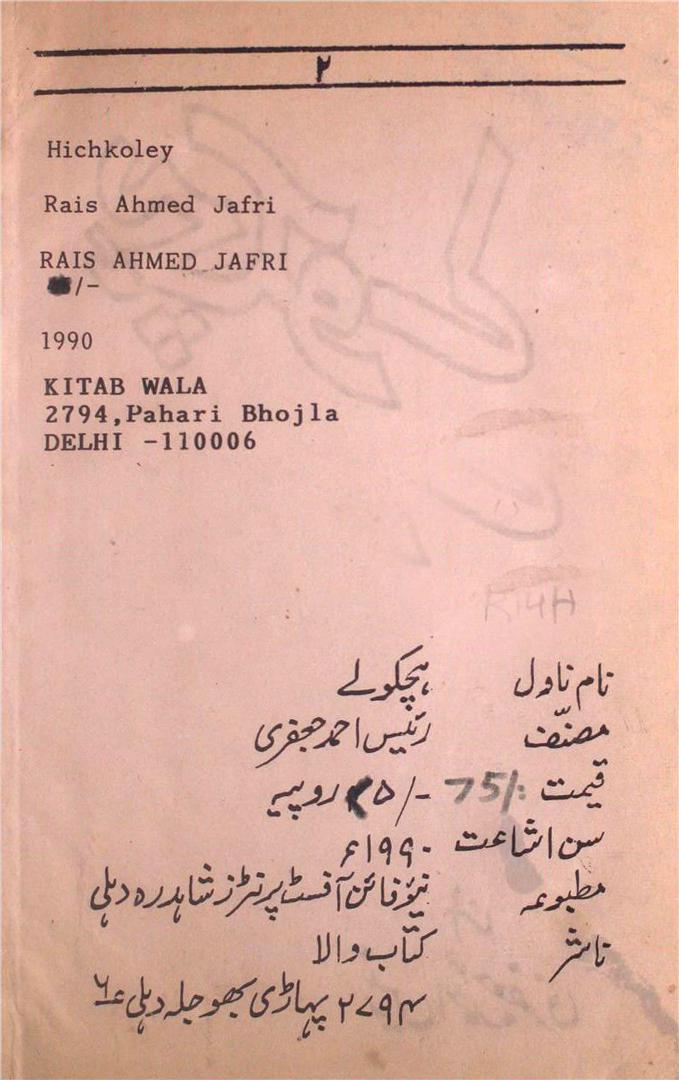 ۲
Hichkoley
Rais Ahmed Jafri
RAIS AHMED JAFRI
/-
1990
KITAB WALA
2794,Pahari Bhojla
DELHI -110006
K14H
نام ناول ہچکولے
مصنّف رئیس احمد جعفری
قیمت :/75 -/۵ روپیہ
سن اشاعت ۱۹۹۰ء
مطبوعہ نیو فائن آفسٹ پرنٹرز شاہدرہ دہلی
ناشر کتاب والا
۲۷۹۴ پہاڑی بھوجلہ دہلی ۶